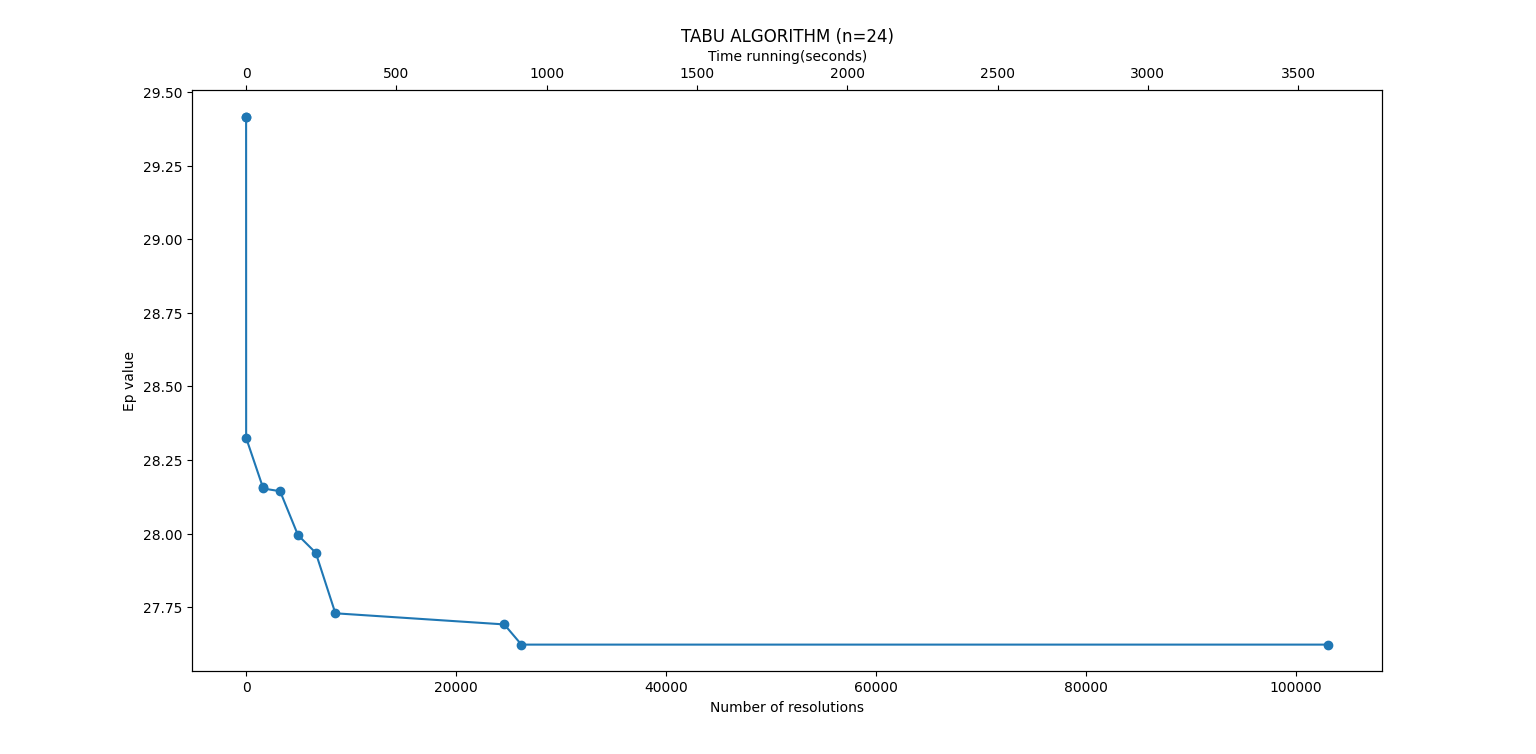 TABU ALGORITHM (n=24)
Time running(seconds)
0 500 1000 1500 2000 2500 3000 3500
29.50
29.25
29.00
28.75
28.50
28.25
28.00
27.75
Ep value
0 20000 40000 60000 80000 100000
Number of resolutions